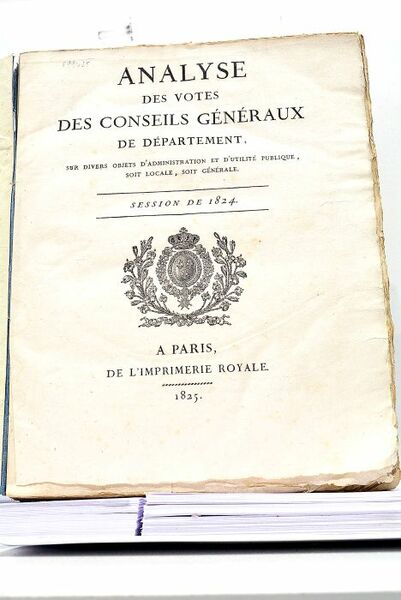 ANALYSE
DES VOTES
DES CONSEILS GÉNÉRAUX
DE DÉPARTEMENT,
SUR DIVERS OBJETS D'ADMINISTRATION ET D'UTILITÉ PUBLIQUE,
SOIT LOCALE, SOIT GÉNÉRALE.
SESSION DE 1824.
A PARIS,
DE L'IMPRIMERIE ROYALE.
1825.